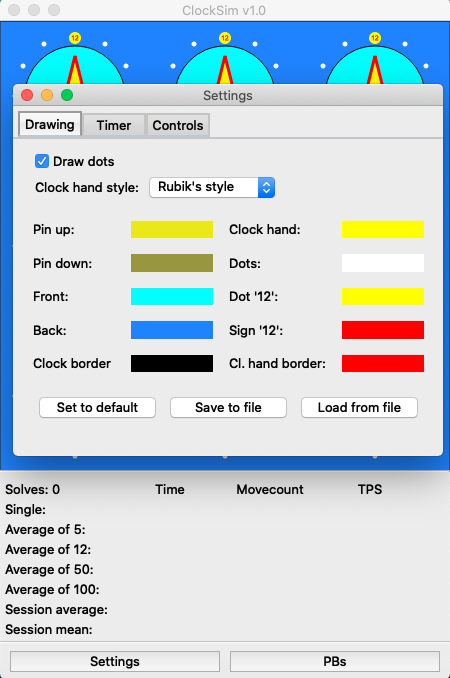 ClockSim v1.0
12 12 12
Settings
Drawing Timer Controls
Draw dots
Clock hand style: Rubik's style
Pin up: Clock hand:
Pin down: Dots:
Front: Dot '12':
Back: Sign '12':
Clock border Cl. hand border:
Set to default Save to file Load from file
Solves: 0 Time Movecount TPS
Single:
Average of 5:
Average of 12:
Average of 50:
Average of 100:
Session average:
Session mean:
Settings PBs